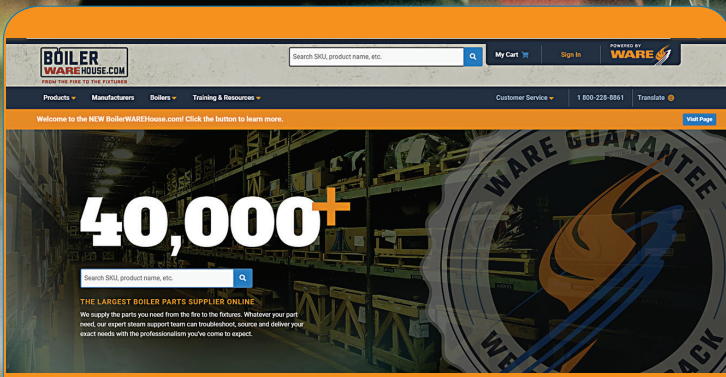 BOILER
WAREHOUSE.COM
FROM THE FIRE TO THE FIXTURES
Search SKU, product name, etc.
My Cart
Sign In
POWERED BY
WARE
Products
Manufacturers
Boilers
Training & Resources
Customer Service
1 800-228-8861
Translate
Welcome to the NEW BoilerWAREHouse.com! Click the button to learn more.
Visit Page
40,000+
Search SKU, product name, etc.
THE LARGEST BOILER PARTS SUPPLIER ONLINE
We supply the parts you need from the fire to the fixtures. Whatever your part
need, our expert steam support team can troubleshoot, source and deliver your
exact needs with the professionalism you've come to expect.
WARE GUARANTEE